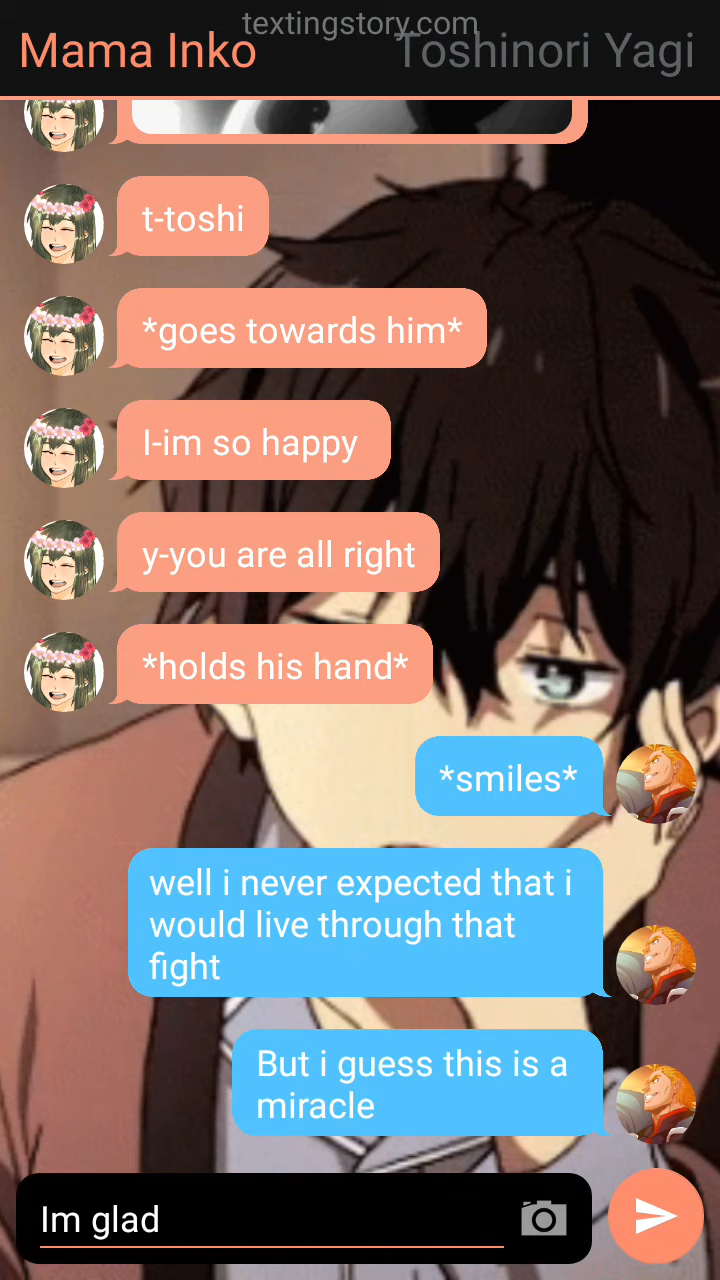 textingstory.com
Mama Inko
Toshinori Yagi
t-toshi
*goes towards him*
I-im so happy
y-you are all right
*holds his hand*
*smiles*
well i never expected that i
would live through that
fight
But i guess this is a
miracle
Im glad